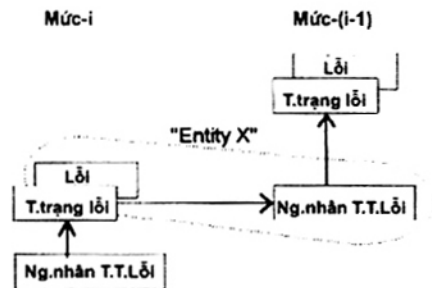 Mức-i
Mức-(i-1)
Lỗi
T.trạng lỗi
"Entity X"
Lỗi
T.trạng lỗi
Ng.nhân T.T.Lỗi
Ng.nhân T.T.Lỗi